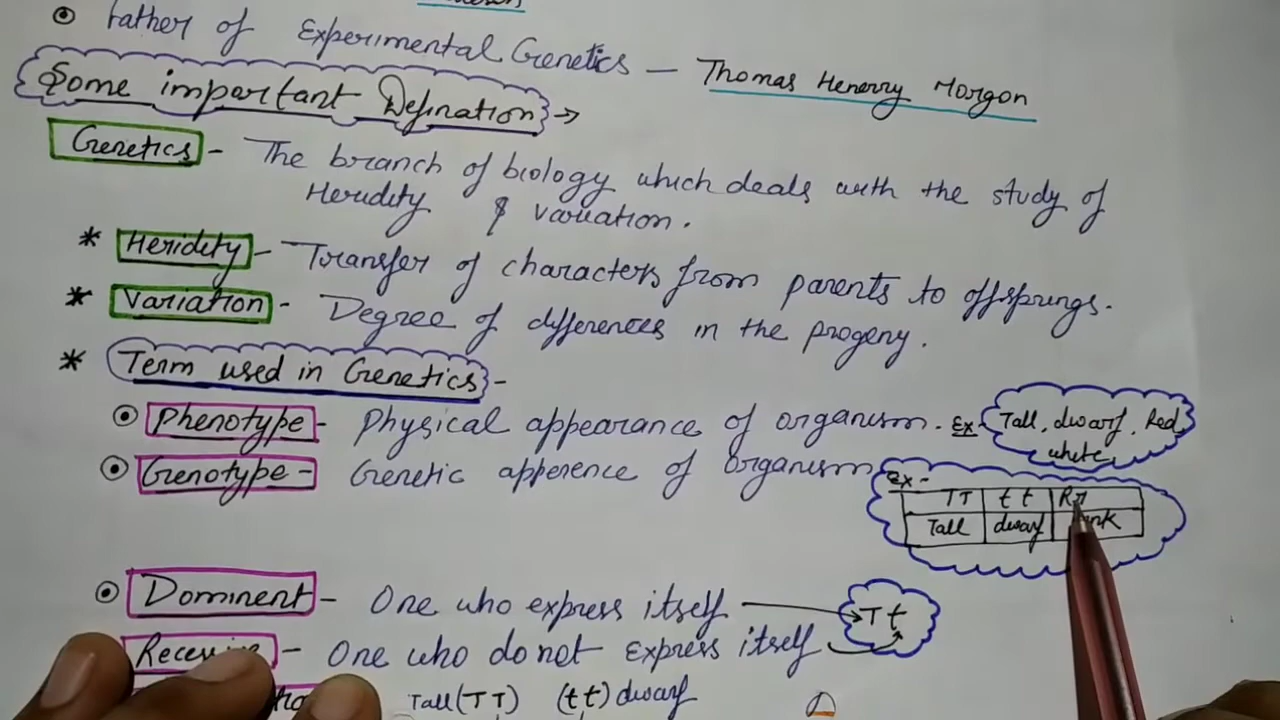 Father of Experimental Genetics — Thomas Henerry Morgon
Some important Defination →
Genetics - The branch of biology which deals with the study of
Heridity & variation.
* Heridity - Transfer of characters from parents to offsprings.
* Variation - Degree of differences in the progeny.
* Term used in Genetics -
Phenotype - Physical appearance of organism. Ex- Tall, dwarf, Red,
white
Genotype - Genetic apperence of organism
Ex-
TT tt Rr
Tall dwarf
Dominent - One who express itself → Tt
Recessive - One who do not express itself
Tall (TT) (tt) dwarf